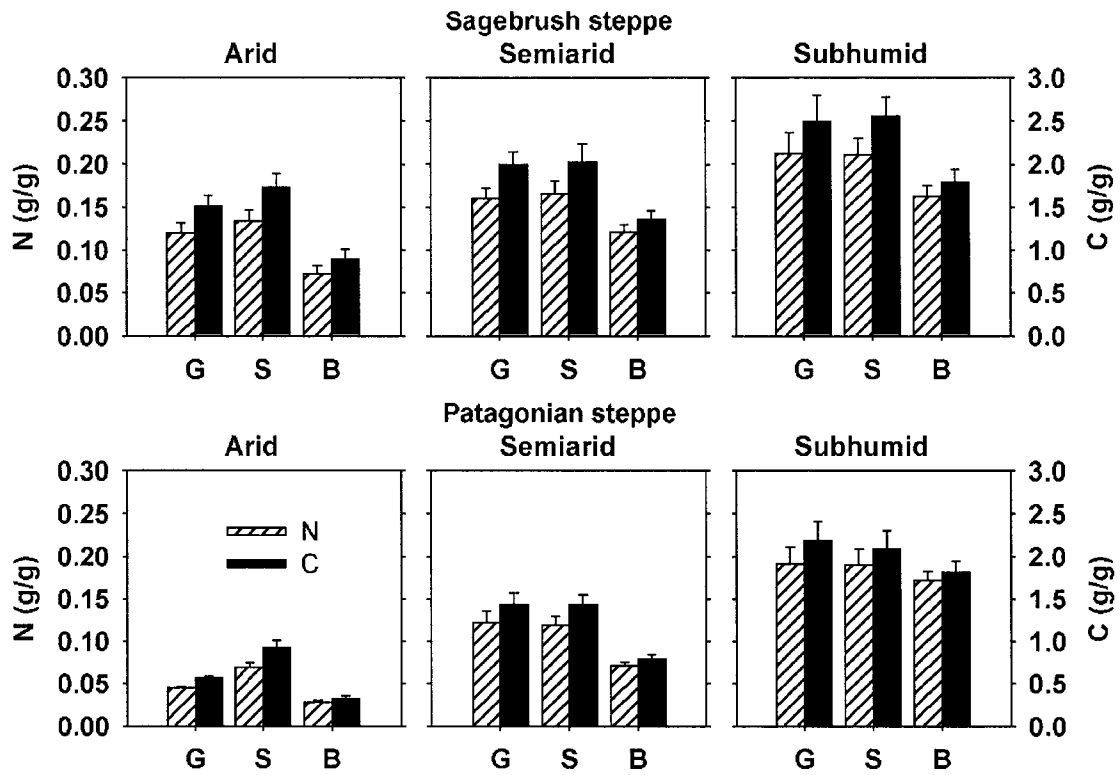 Sagebrush steppe
Arid Semiarid Subhumid
0.30 3.0
0.25 2.5
0.20 2.0
0.15 1.5
0.10 1.0
0.05 0.5
0.00 0.0
N (g/g) C (g/g)
G S B G S B G S B
Patagonian steppe
Arid Semiarid Subhumid
0.30 3.0
0.25 2.5
0.20 2.0
0.15 1.5
0.10 1.0
0.05 0.5
0.00 0.0
N (g/g) C (g/g)
N
C
G S B G S B G S B